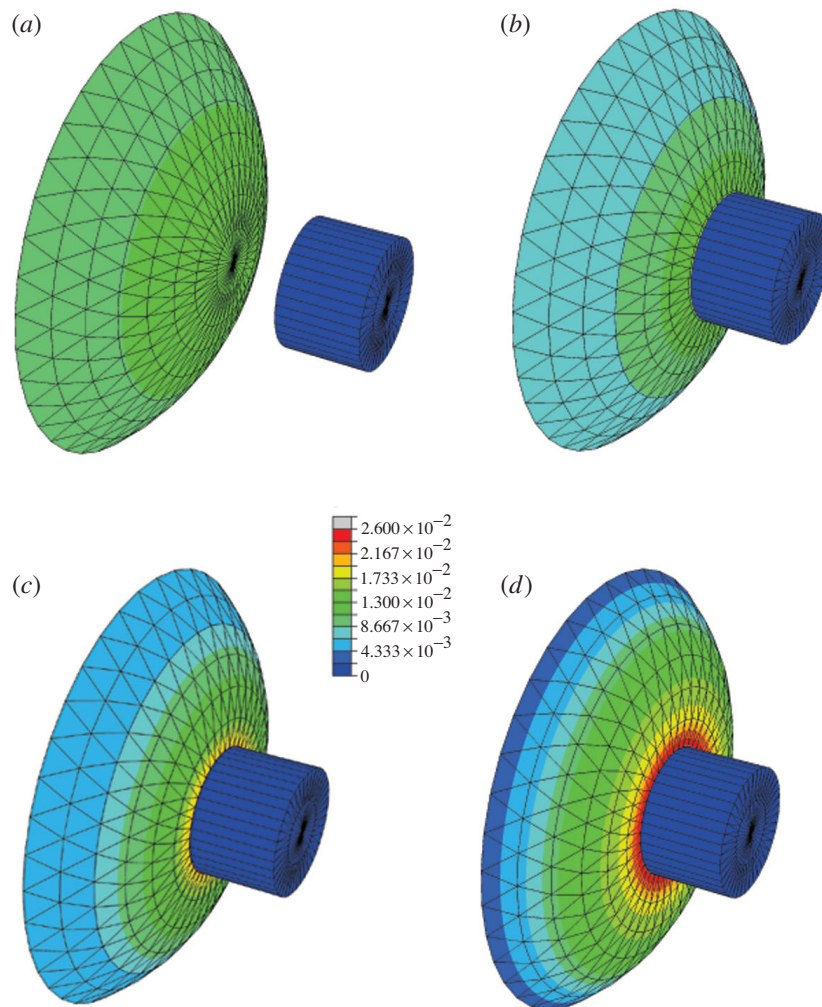 (a)
(b)
2.600 × 10⁻²
2.167 × 10⁻²
1.733 × 10⁻²
1.300 × 10⁻²
8.667 × 10⁻³
4.333 × 10⁻³
0
(c)
(d)